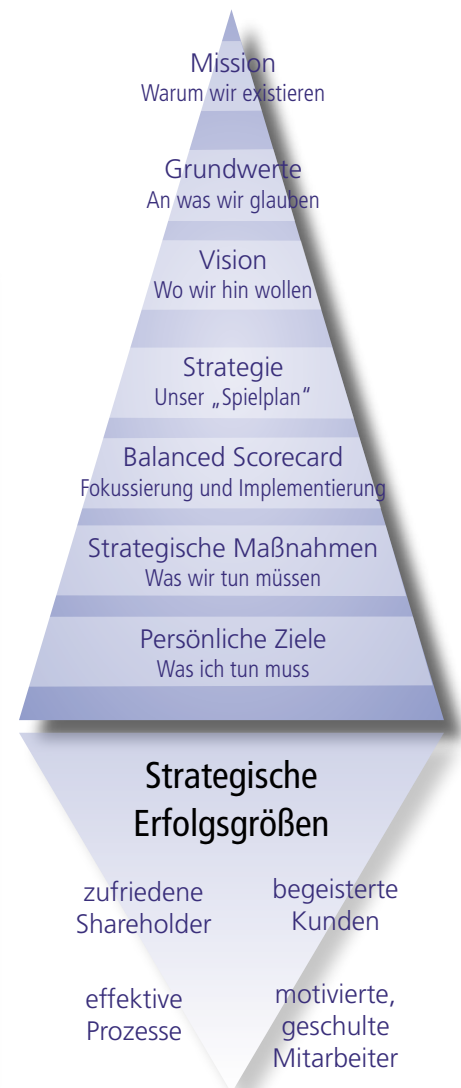 Mission
Warum wir existieren
Grundwerte
An was wir glauben
Vision
Wo wir hin wollen
Strategie
Unser „Spielplan“
Balanced Scorecard
Fokussierung und Implementierung
Strategische Maßnahmen
Was wir tun müssen
Persönliche Ziele
Was ich tun muss
Strategische
Erfolgsgrößen
zufriedene
Shareholder
begeisterte
Kunden
effektive
Prozesse
motivierte,
geschulte
Mitarbeiter